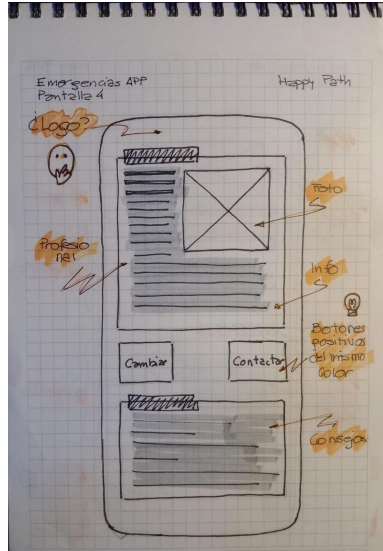 Emergencias APP
Pantalla 4
Happy Path
¿Logo?
Foto
Profesio
nal
Info
Botones
positivos
del mismo
color
Cambiar
Contactar
Consejos